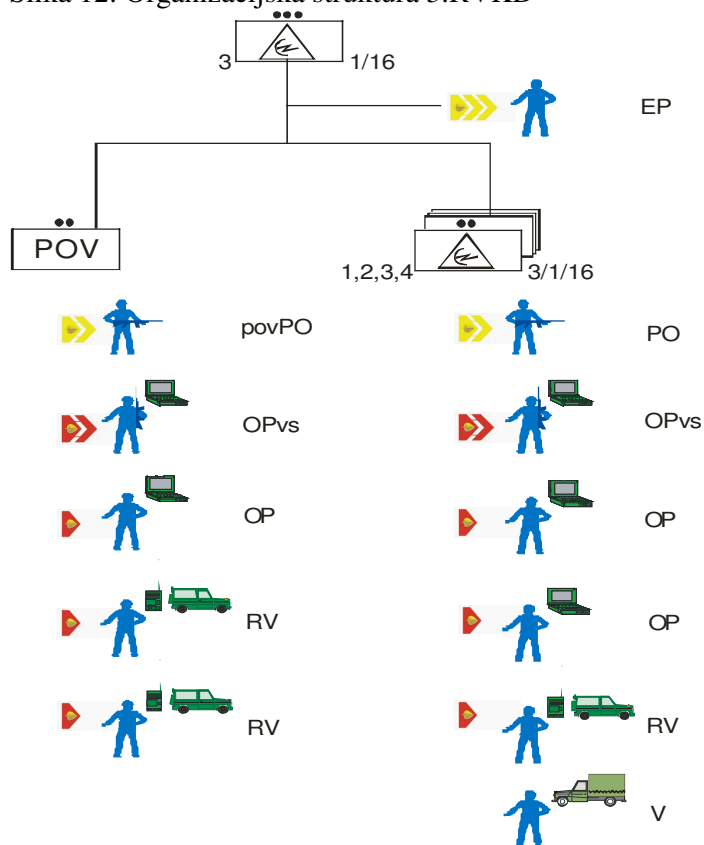 3 1/16
EP
POV
1,2,3,4 3/1/16
povPO PO
OPvs OPvs
OP OP
RV OP
RV RV
V